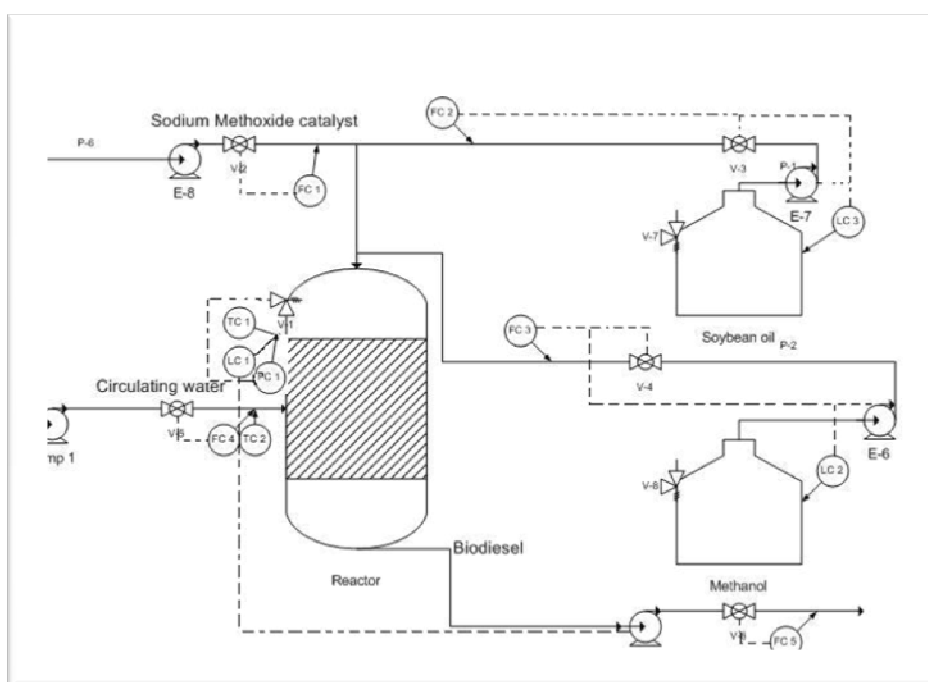 FC 2
Sodium Methoxide catalyst
P-6
V-2
V-3
P-1
E-8
FC 1
E-7
LC 3
V-7
TC 1
V-1
FC 3
Soybean oil
P-2
LC 1
PC 1
V-4
Circulating water
FC 4
TC 2
mp 1
E-6
LC 2
V-8
Biodiesel
Reactor
Methanol
FC 5